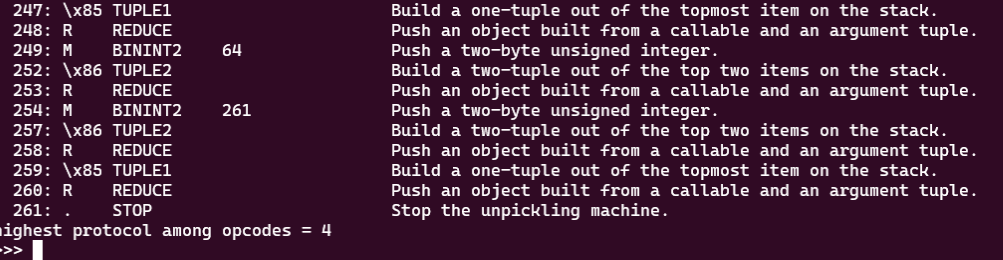 247: \x85 TUPLE1 Build a one-tuple out of the topmost item on the stack.
248: R REDUCE Push an object built from a callable and an argument tuple.
249: M BININT2 64 Push a two-byte unsigned integer.
252: \x86 TUPLE2 Build a two-tuple out of the top two items on the stack.
253: R REDUCE Push an object built from a callable and an argument tuple.
254: M BININT2 261 Push a two-byte unsigned integer.
257: \x86 TUPLE2 Build a two-tuple out of the top two items on the stack.
258: R REDUCE Push an object built from a callable and an argument tuple.
259: \x85 TUPLE1 Build a one-tuple out of the topmost item on the stack.
260: R REDUCE Push an object built from a callable and an argument tuple.
261: . STOP Stop the unpickling machine.
highest protocol among opcodes = 4
>>>